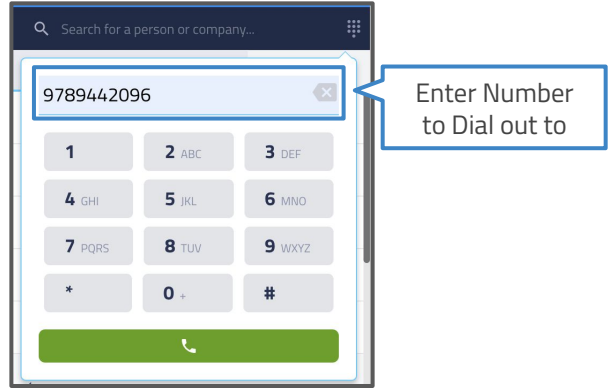 Search for a person or company...
9789442096
Enter Number
to Dial out to
1
2 ABC
3 DEF
4 GHI
5 JKL
6 MNO
7 PQRS
8 TUV
9 WXYZ
*
0 +
#